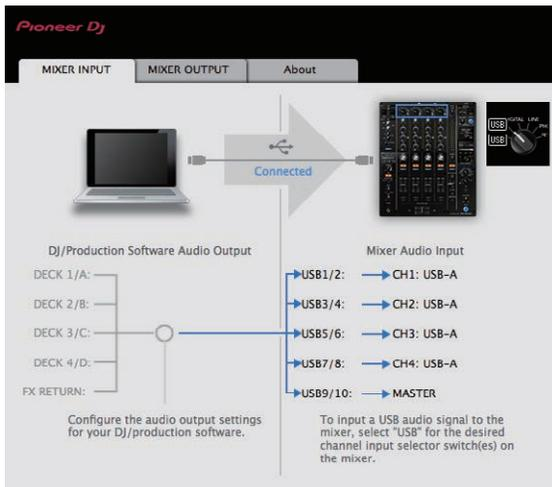 Pioneer Dj
MIXER INPUT
MIXER OUTPUT
About
Connected
USB
USB
DIGITAL LINE
DJ/Production Software Audio Output
Mixer Audio Input
DECK 1/A:
USB1/2:
CH1: USB-A
DECK 2/B:
USB3/4:
CH2: USB-A
DECK 3/C:
USB5/6:
CH3: USB-A
DECK 4/D:
USB7/8:
CH4: USB-A
FX RETURN:
USB9/10:
MASTER
Configure the audio output settings
for your DJ/production software.
To input a USB audio signal to the
mixer, select "USB" for the desired
channel input selector switch(es) on
the mixer.